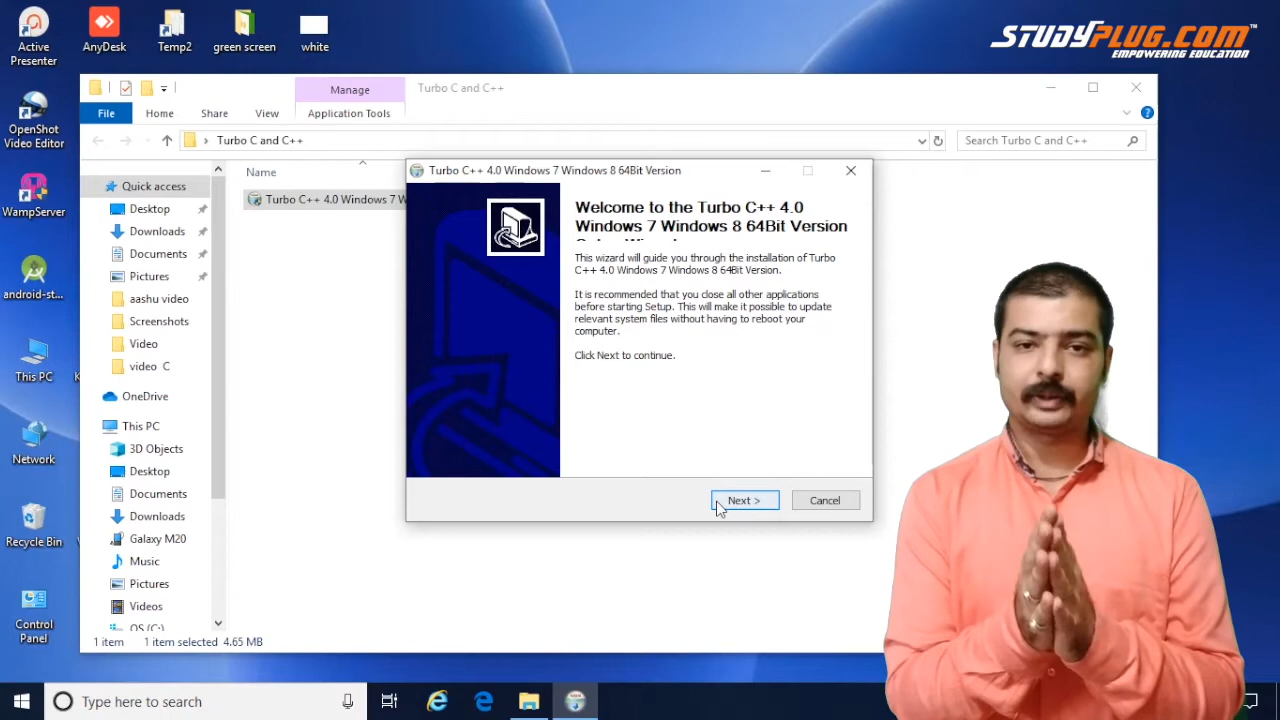 Active
Presenter
AnyDesk
Temp2
green screen
white
STUDYPLUG.COM™
EMPOWERING EDUCATION
OpenShot
Video Editor
WampServer
android-st...
This PC
Network
Recycle Bin
Control
Panel
Manage
Turbo C and C++
File
Home
Share
View
Application Tools
Turbo C and C++
Search Turbo C and C++
Name
Turbo C++ 4.0 Windows 7 W
Quick access
Desktop
Downloads
Documents
Pictures
aashu video
Screenshots
Video
video C
OneDrive
This PC
3D Objects
Desktop
Documents
Downloads
Galaxy M20
Music
Pictures
Videos
OS (C:)
1 item
1 item selected 4.65 MB
Turbo C++ 4.0 Windows 7 Windows 8 64Bit Version
Welcome to the Turbo C++ 4.0
Windows 7 Windows 8 64Bit Version
This wizard will guide you through the installation of Turbo
C++ 4.0 Windows 7 Windows 8 64Bit Version.
It is recommended that you close all other applications
before starting Setup. This will make it possible to update
relevant system files without having to reboot your
computer.
Click Next to continue.
Next >
Cancel
Type here to search